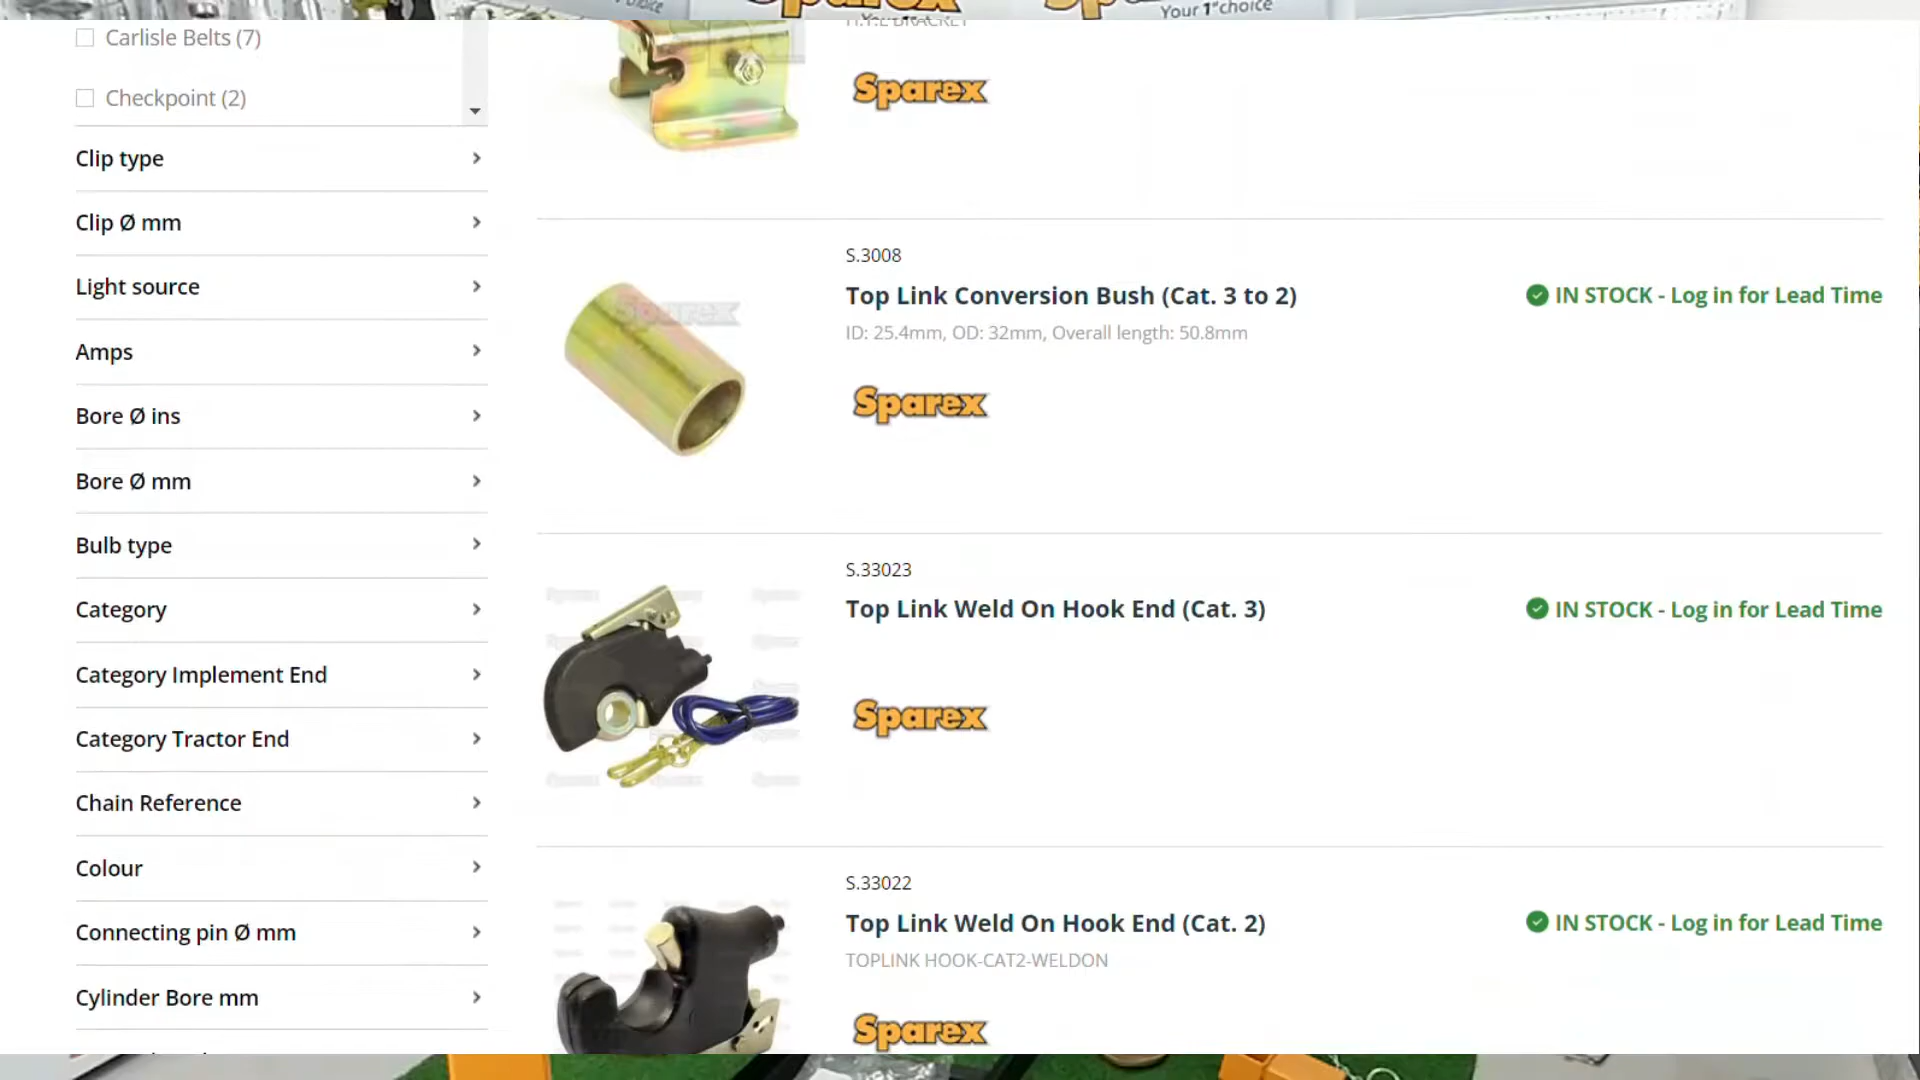 Your 1st choice
Carlisle Belts (7)
Checkpoint (2)
Clip type
Clip Ø mm
Light source
Amps
Bore Ø ins
Bore Ø mm
Bulb type
Category
Category Implement End
Category Tractor End
Chain Reference
Colour
Connecting pin Ø mm
Cylinder Bore mm
Sparex
S.3008
Top Link Conversion Bush (Cat. 3 to 2)
ID: 25.4mm, OD: 32mm, Overall length: 50.8mm
IN STOCK - Log in for Lead Time
Sparex
S.33023
Top Link Weld On Hook End (Cat. 3)
IN STOCK - Log in for Lead Time
Sparex
S.33022
Top Link Weld On Hook End (Cat. 2)
TOPLINK HOOK-CAT2-WELDON
IN STOCK - Log in for Lead Time
Sparex